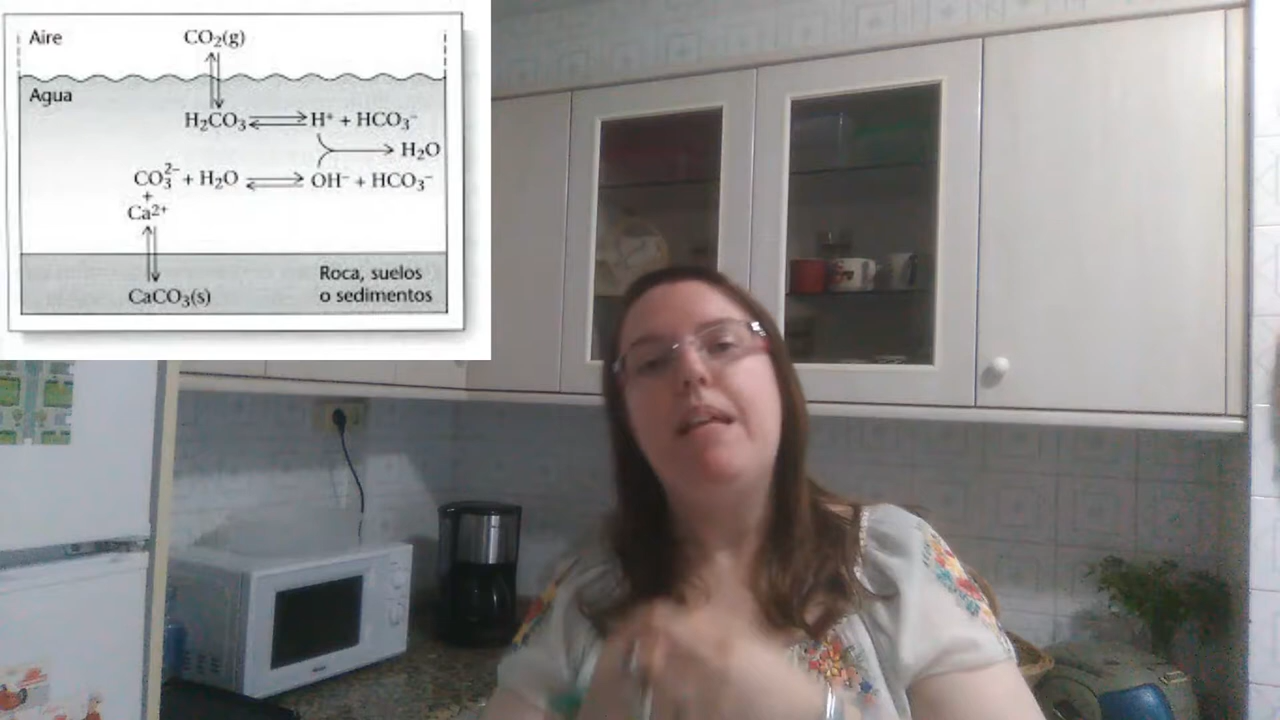 Aire
CO₂(g)
Agua
H₂CO₃ ⇌ H⁺ + HCO₃⁻
→ H₂O
CO₃²⁻ + H₂O ⇌ OH⁻ + HCO₃⁻
+
Ca²⁺
Roca, suelos
o sedimentos
CaCO₃(s)